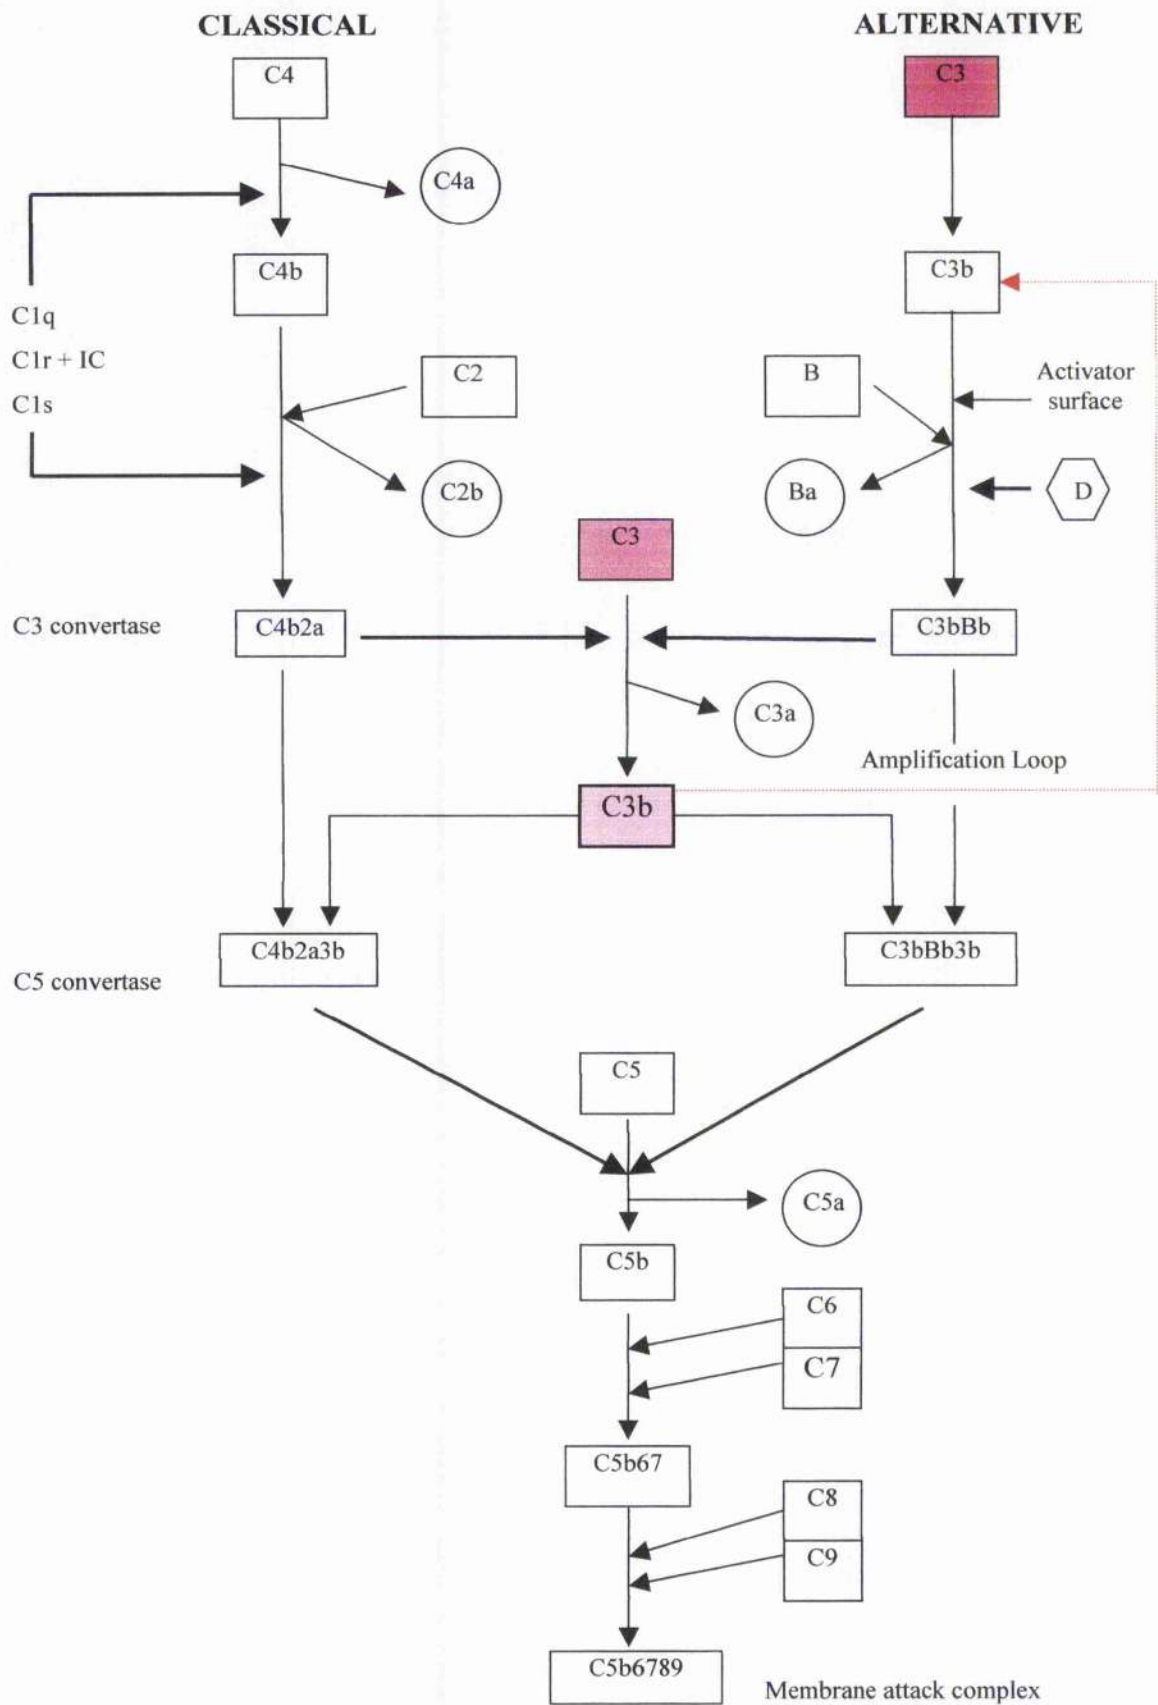 CLASSICAL
ALTERNATIVE
C4
C3
C4a
C4b
C3b
C1q
C1r + IC
C1s
C2
B
Activator
surface
C2b
Ba
D
C3
C3 convertase
C4b2a
C3bBb
C3a
Amplification Loop
C3b
C4b2a3b
C3bBb3b
C5 convertase
C5
C5a
C5b
C6
C7
C5b67
C8
C9
C5b6789
Membrane attack complex